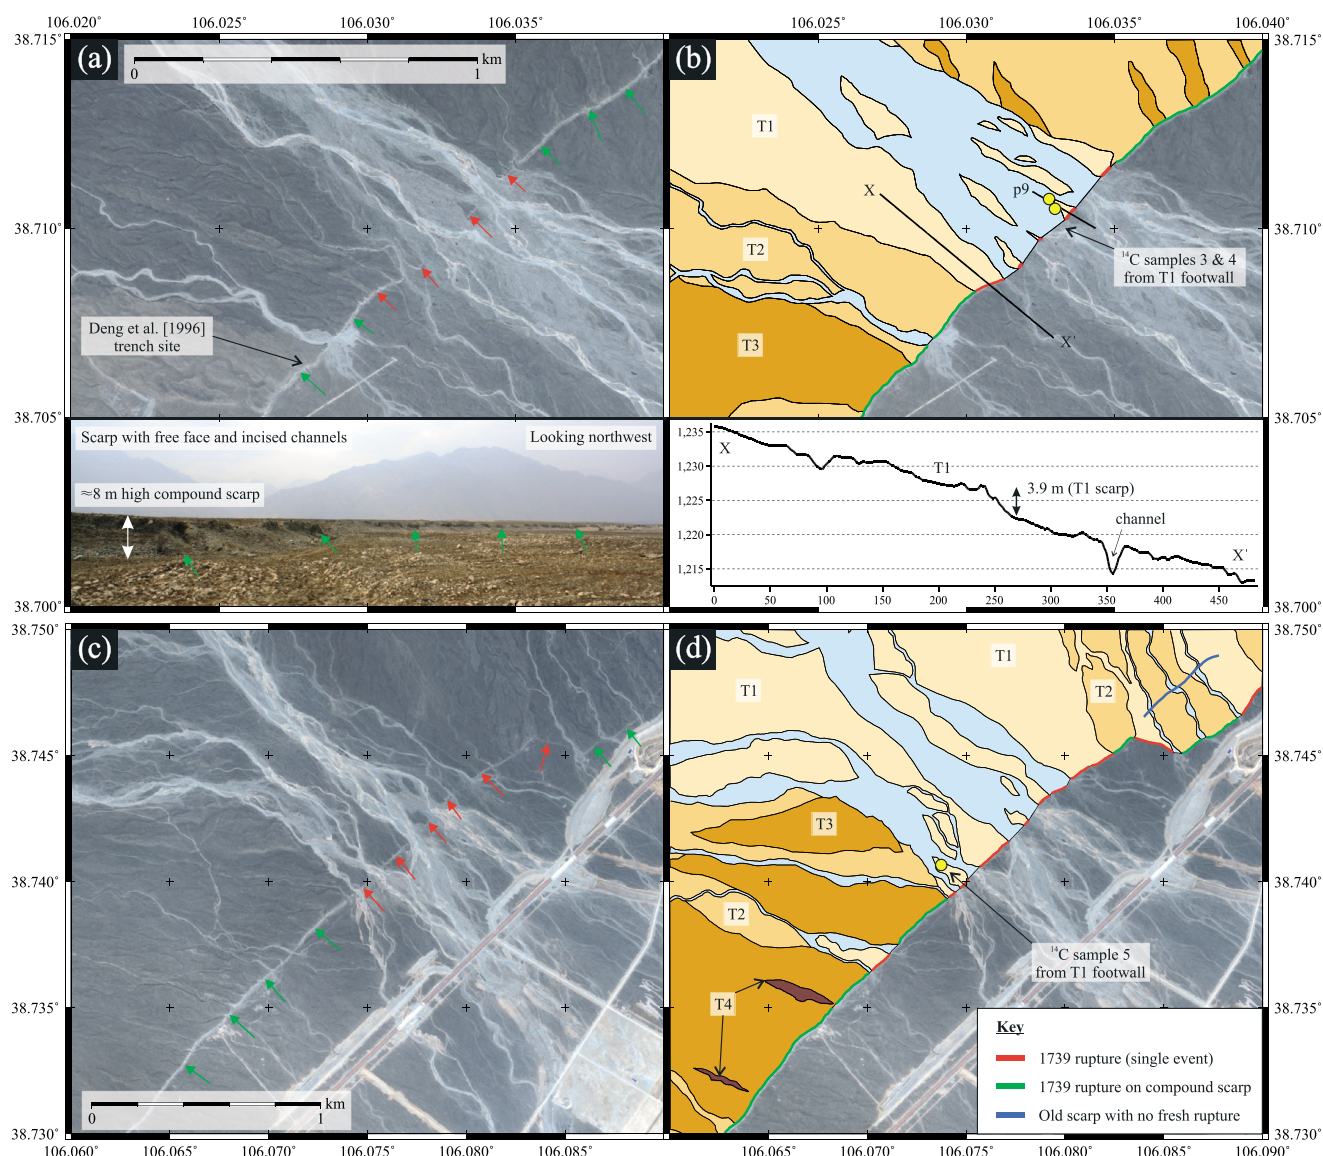 106.020˚ 106.025˚ 106.030˚ 106.035˚
106.025˚ 106.030˚ 106.035˚ 106.040˚
38.715˚
38.710˚
38.705˚
38.700˚
(a)
0 1 km
Deng et al. [1996]
trench site
(b)
38.715˚
38.710˚
38.705˚
38.700˚
T1
X
p9
T2
¹⁴C samples 3 & 4
from T1 footwall
T3
X'
Scarp with free face and incised channels
Looking northwest
≈8 m high compound scarp
1,235
1,230
1,225
1,220
1,215
X
T1
3.9 m (T1 scarp)
channel
X'
0 50 100 150 200 250 300 350 400 450
38.750˚
38.745˚
38.740˚
38.735˚
38.730˚
(c)
0 1 km
106.060˚ 106.065˚ 106.070˚ 106.075˚ 106.080˚ 106.085˚
(d)
38.750˚
38.745˚
38.740˚
38.735˚
38.730˚
T1
T1
T2
T3
T2
¹⁴C sample 5
from T1 footwall
T4
Key
1739 rupture (single event)
1739 rupture on compound scarp
Old scarp with no fresh rupture
106.065˚ 106.070˚ 106.075˚ 106.080˚ 106.085˚ 106.090˚